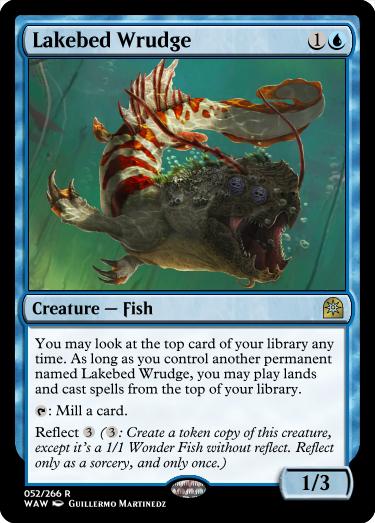 Lakebed Wrudge 1
Creature — Fish
You may look at the top card of your library any
time. As long as you control another permanent
named Lakebed Wrudge, you may play lands
and cast spells from the top of your library.
: Mill a card.
Reflect 3 (3: Create a token copy of this creature,
except it's a 1/1 Wonder Fish without reflect. Reflect
only as a sorcery, and only once.)
1/3
052/266 R
WAW Guillermo Martinedz